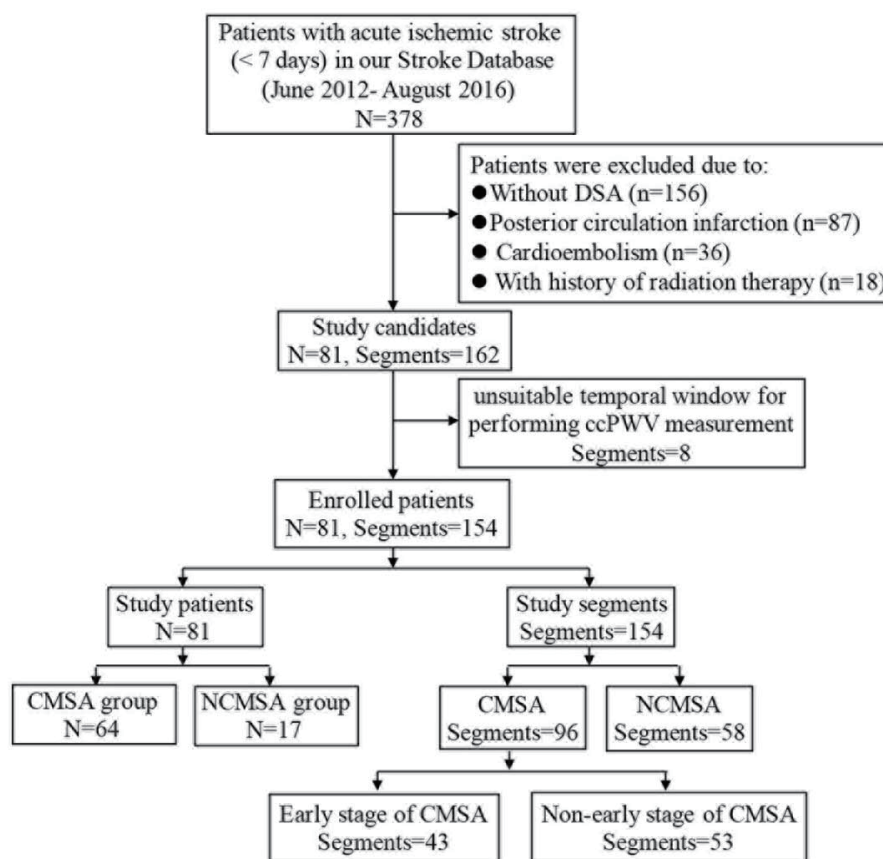 Patients with acute ischemic stroke
(< 7 days) in our Stroke Database
(June 2012- August 2016)
N=378
Patients were excluded due to:
●Without DSA (n=156)
●Posterior circulation infarction (n=87)
● Cardioembolism (n=36)
● With history of radiation therapy (n=18)
Study candidates
N=81, Segments=162
unsuitable temporal window for
performing ccPWV measurement
Segments=8
Enrolled patients
N=81, Segments=154
Study patients
N=81
Study segments
Segments=154
CMSA group
N=64
NCMSA group
N=17
CMSA
Segments=96
NCMSA
Segments=58
Early stage of CMSA
Segments=43
Non-early stage of CMSA
Segments=53